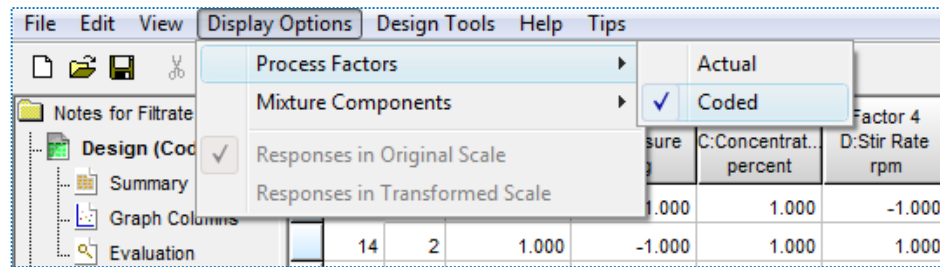 File Edit View Display Options Design Tools Help Tips
Process Factors Actual
Mixture Components Coded
Responses in Original Scale
Responses in Transformed Scale
Notes for Filtrate
Design (Cod
Summary
Graph Columns
Evaluation
sure C:Concentrat... Factor 4
percent D:Stir Rate
rpm
1.000 1.000 -1.000
14 2 1.000 -1.000 1.000 1.000